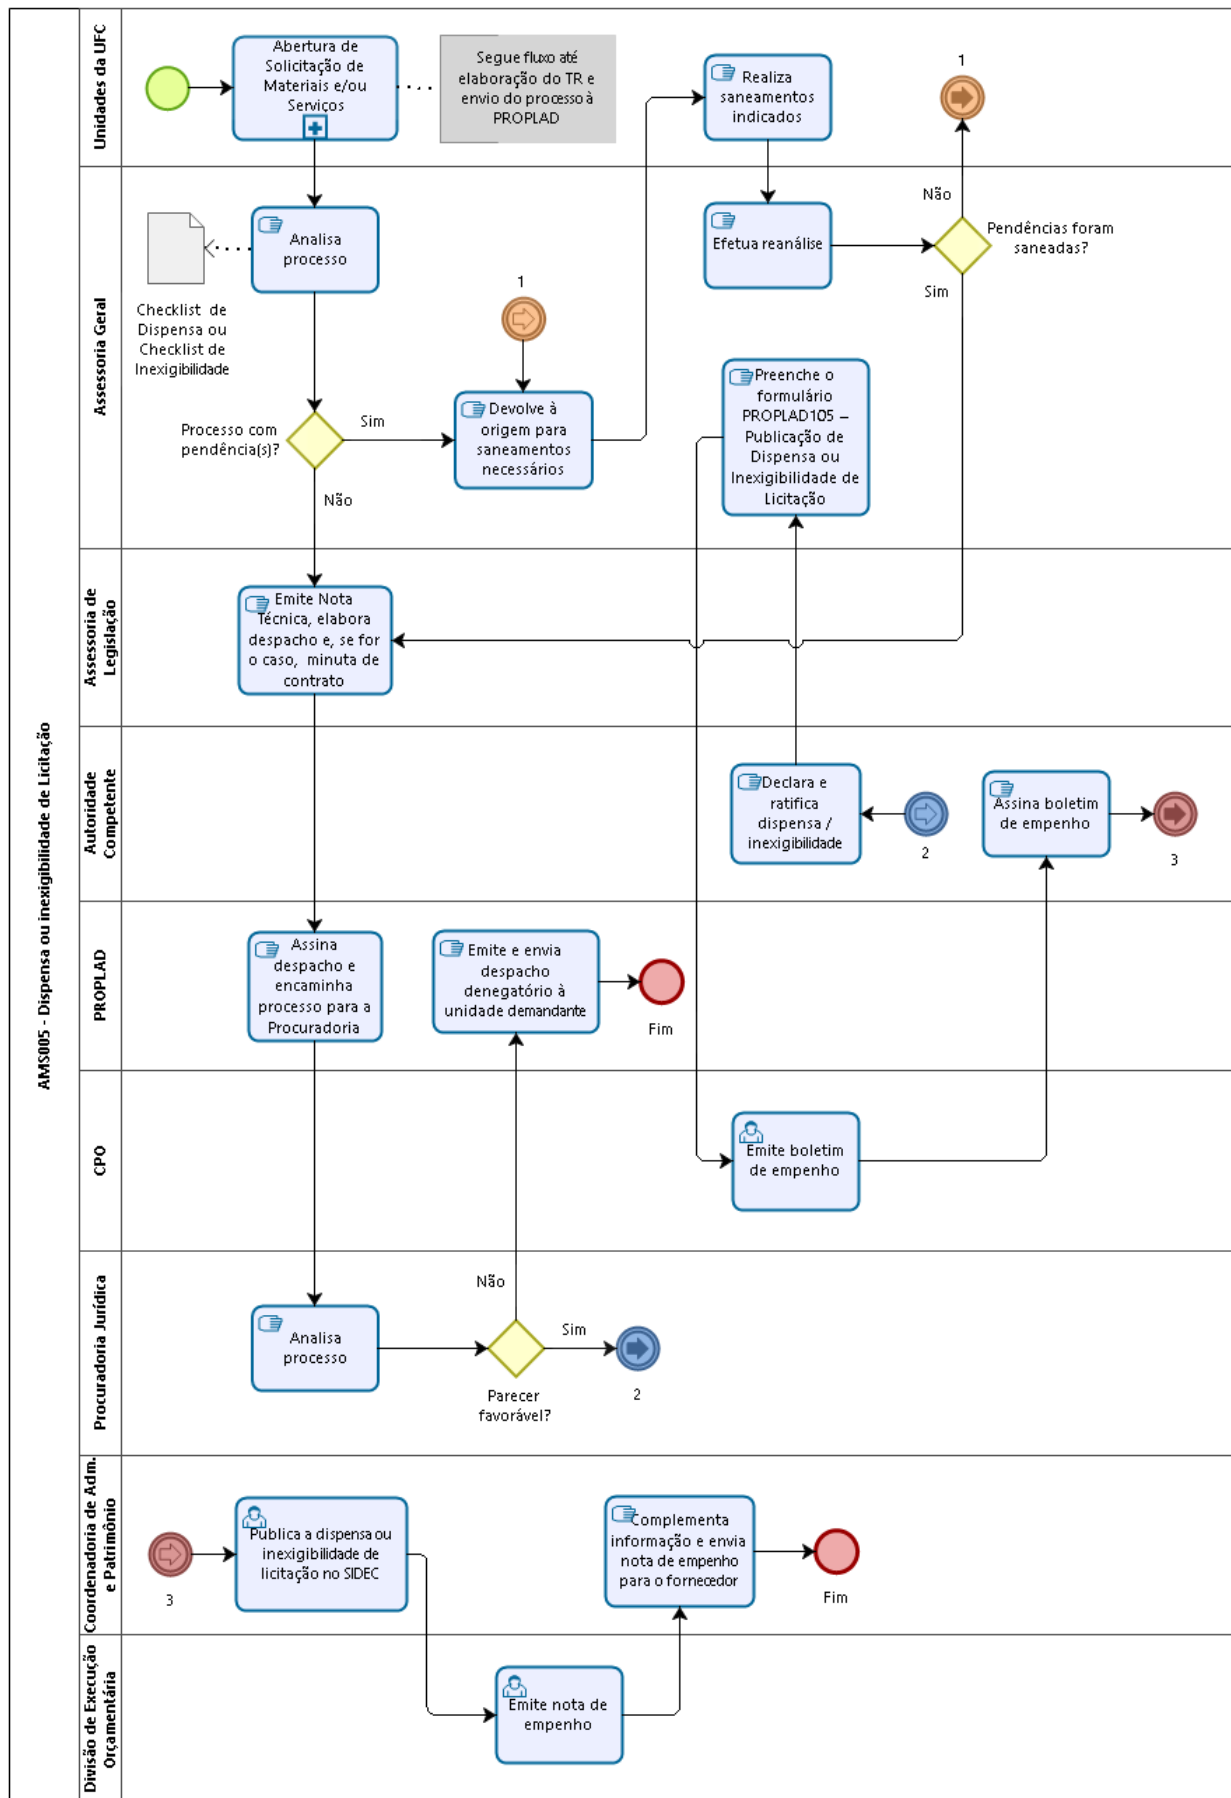 AMS005 - Dispensa ou inexigibilidade de Licitação
Unidades da UFC
Abertura de
Solicitação de
Materiais e/ou
Serviços
Segue fluxo até
elaboração do TR e
envio do processo à
PROPLAD
Realiza
saneamentos
indicados
1
Assessoria Geral
Analisa
processo
Checklist de
Dispensa ou
Checklist de
Inexigibilidade
Processo com
pendência(s)?
Sim
Não
1
Devolve à
origem para
saneamentos
necessários
Efetua reanálise
Não
Pendências foram
saneadas?
Sim
Preenche o
formulário
PROPLAD105 –
Publicação de
Dispensa ou
Inexigibilidade de
Licitação
Assessoria de
Legislação
Emite Nota
Técnica, elabora
despacho e, se for
o caso, minuta de
contrato
Autoridade
Competente
Declara e
ratifica
dispensa /
inexigibilidade
2
Assina boletim
de empenho
3
PROPLAD
Assina
despacho e
encaminha
processo para a
Procuradoria
Emite e envia
despacho
denegatório à
unidade demandante
Fim
CPO
Emite boletim
de empenho
Procuradoria Jurídica
Analisa
processo
Não
Sim
Parecer
favorável?
2
Coordenadoria de Adm.
e Patrimônio
3
Publica a dispensa ou
inexigibilidade de
licitação no SIDEC
Complementa
informação e envia
nota de empenho
para o fornecedor
Fim
Divisão de Execução
Orçamentária
Emite nota de
empenho